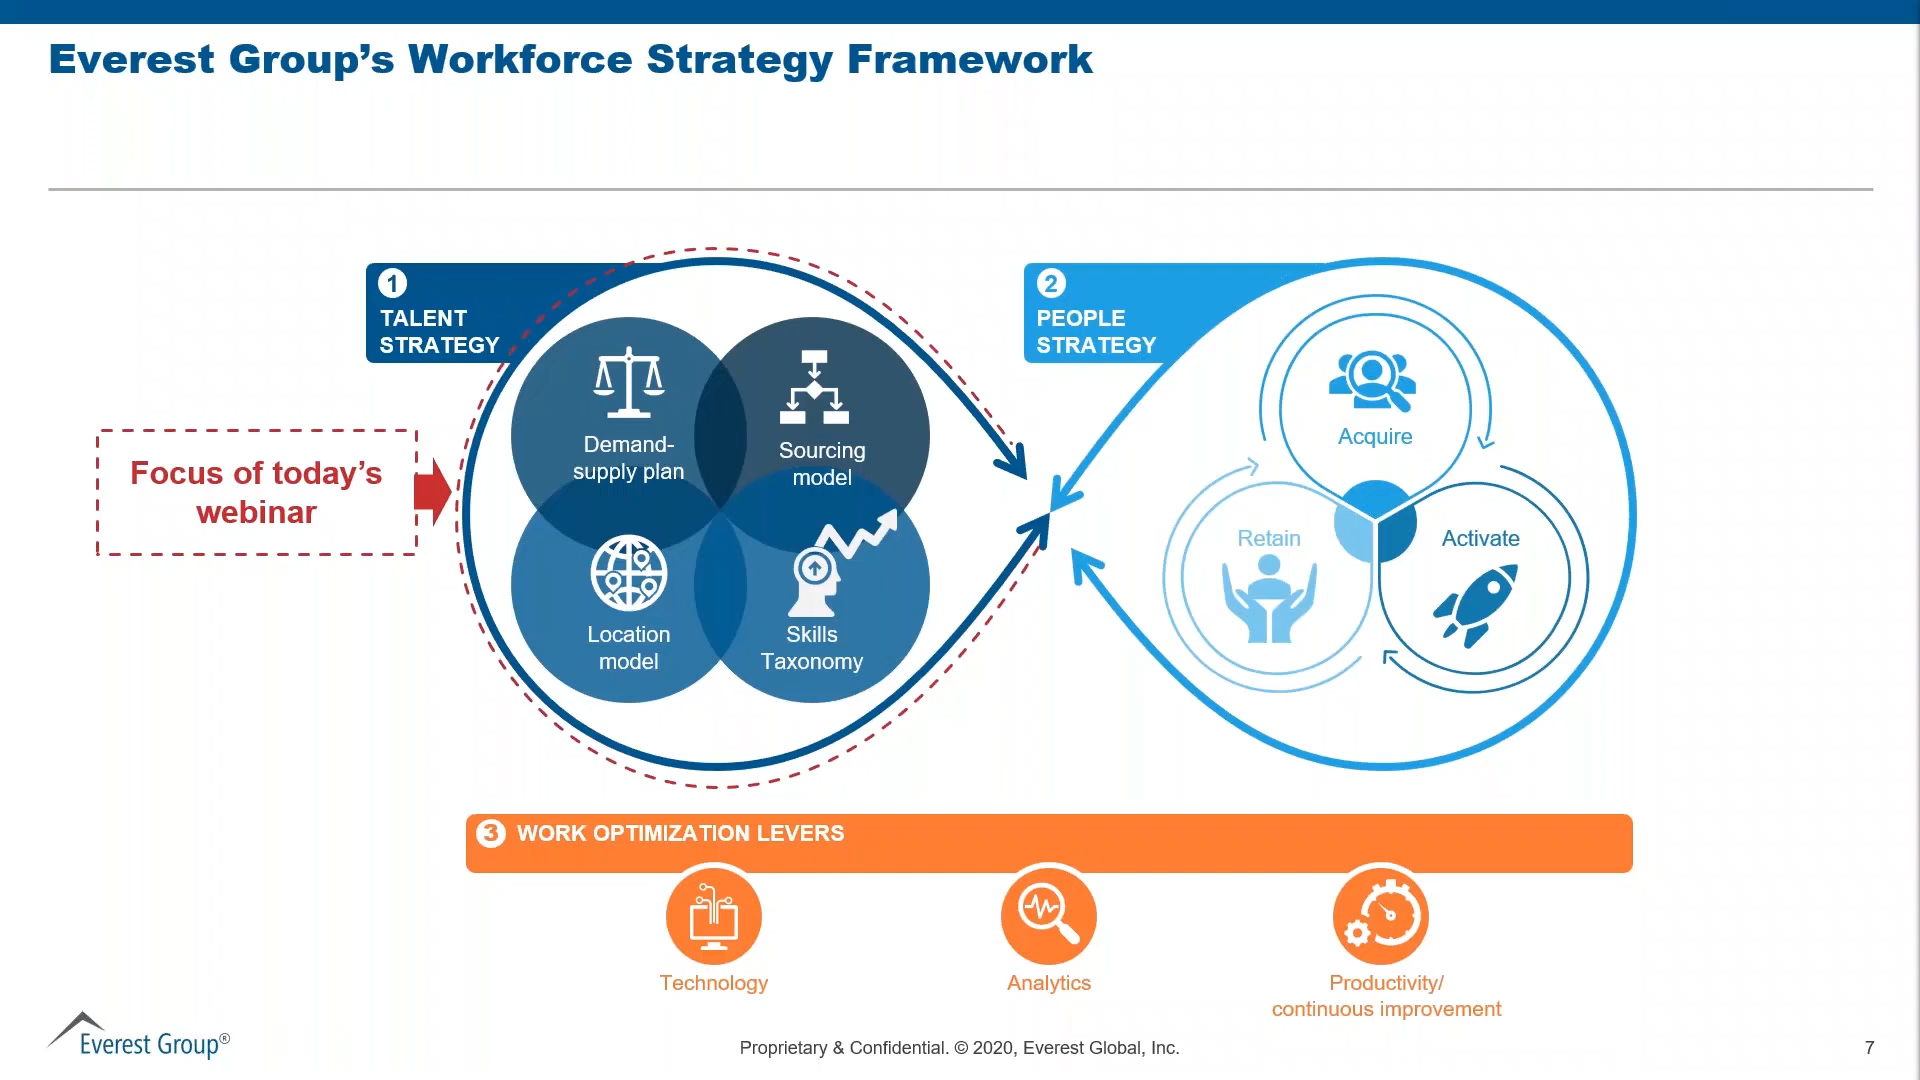 Everest Group’s Workforce Strategy Framework
1
TALENT
STRATEGY
2
PEOPLE
STRATEGY
Focus of today’s
webinar
Demand-
supply plan
Sourcing
model
Location
model
Skills
Taxonomy
Acquire
Retain
Activate
3 WORK OPTIMIZATION LEVERS
Technology
Analytics
Productivity/
continuous improvement
Everest Group®
Proprietary & Confidential. © 2020, Everest Global, Inc.
7